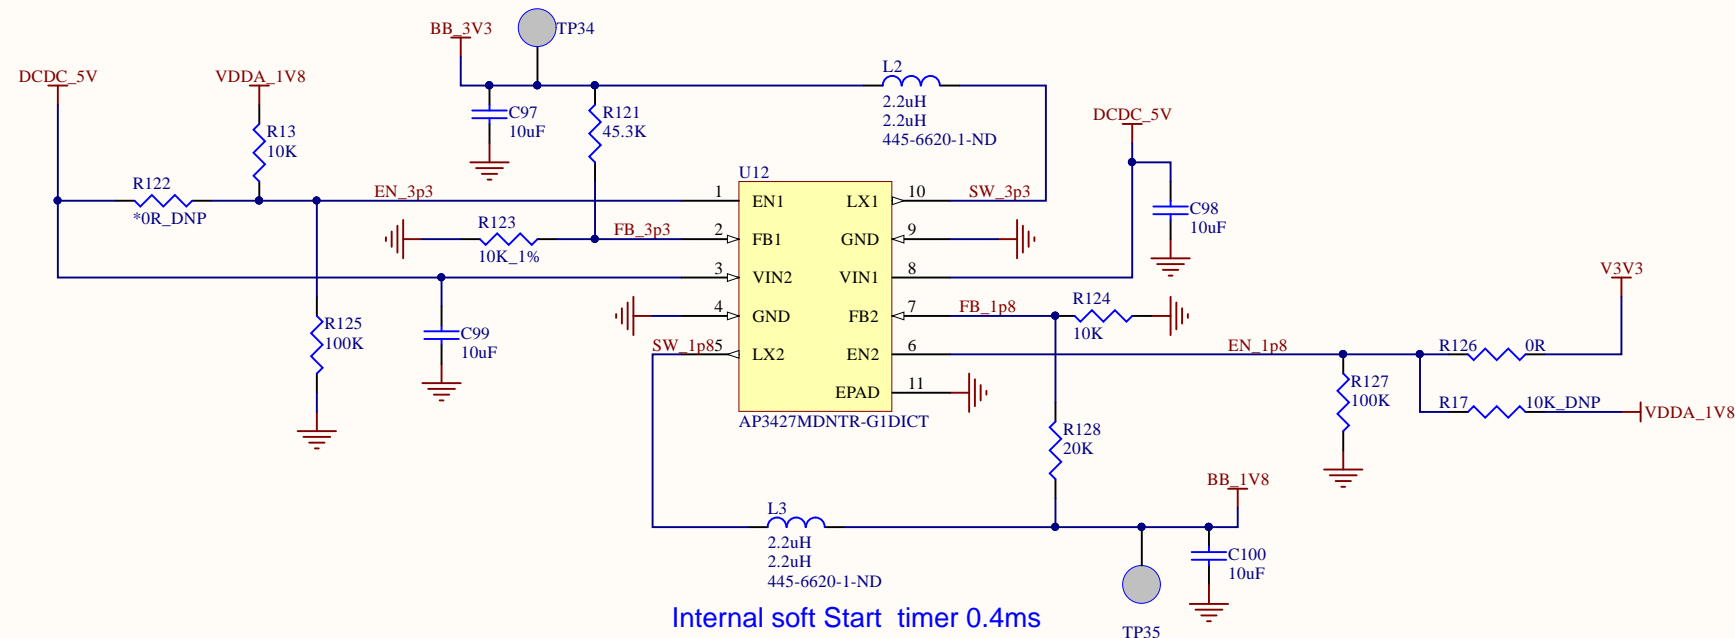 BB_3V3
TP34
DCDC_5V
VDDA_1V8
L2
2.2uH
2.2uH
445-6620-1-ND
C97
10uF
R121
45.3K
DCDC_5V
R13
10K
U12
R122
*0R_DNP
EN_3p3
1
EN1
LX1
10
SW_3p3
C98
10uF
R123
10K_1%
FB_3p3
2
FB1
GND
9
3
VIN2
VIN1
8
V3V3
4
GND
FB2
7
FB_1p8
R124
10K
R125
100K
C99
10uF
SW_1p8
5
LX2
EN2
6
EN_1p8
R126
0R
R127
100K
EPAD
11
R17
10K_DNP
VDDA_1V8
AP3427MDNTR-G1DICT
R128
20K
BB_1V8
L3
2.2uH
2.2uH
445-6620-1-ND
C100
10uF
Internal soft Start  timer 0.4ms
TP35